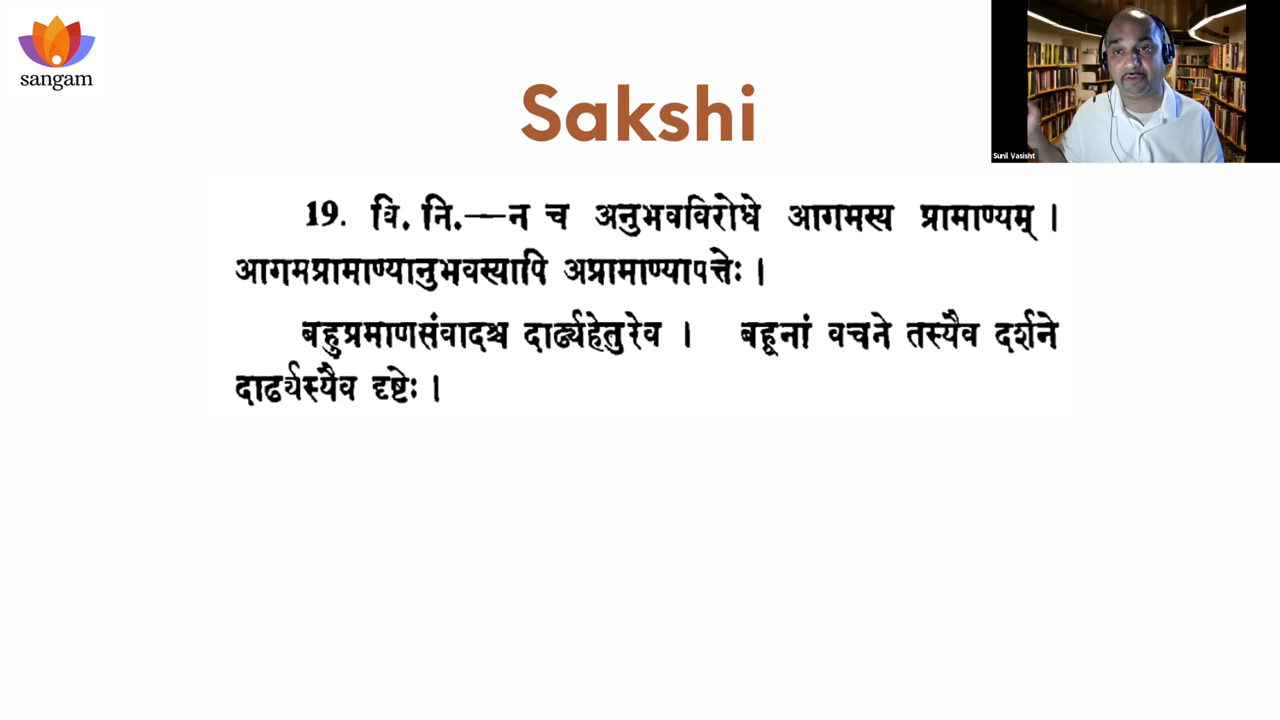 sangam
Sakshi
Sunil Vasisht
19. वि. नि.—न च अनुभवविरोधे आगमस्य प्रामाण्यम् ।
आगमप्रामाण्यानुभवस्यापि अप्रामाण्यापत्तेः ।
बहुप्रमाणसंवादश्च दार्ढ्यहेतुरेव । बहूनां वचने तस्यैव दर्शने
दार्ढ्यस्यैव दृष्टेः ।